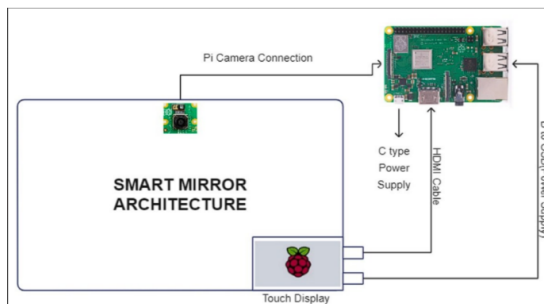 Pi Camera Connection
C type
Power
Supply
HDMI Cable
SMART MIRROR
ARCHITECTURE
Touch Display